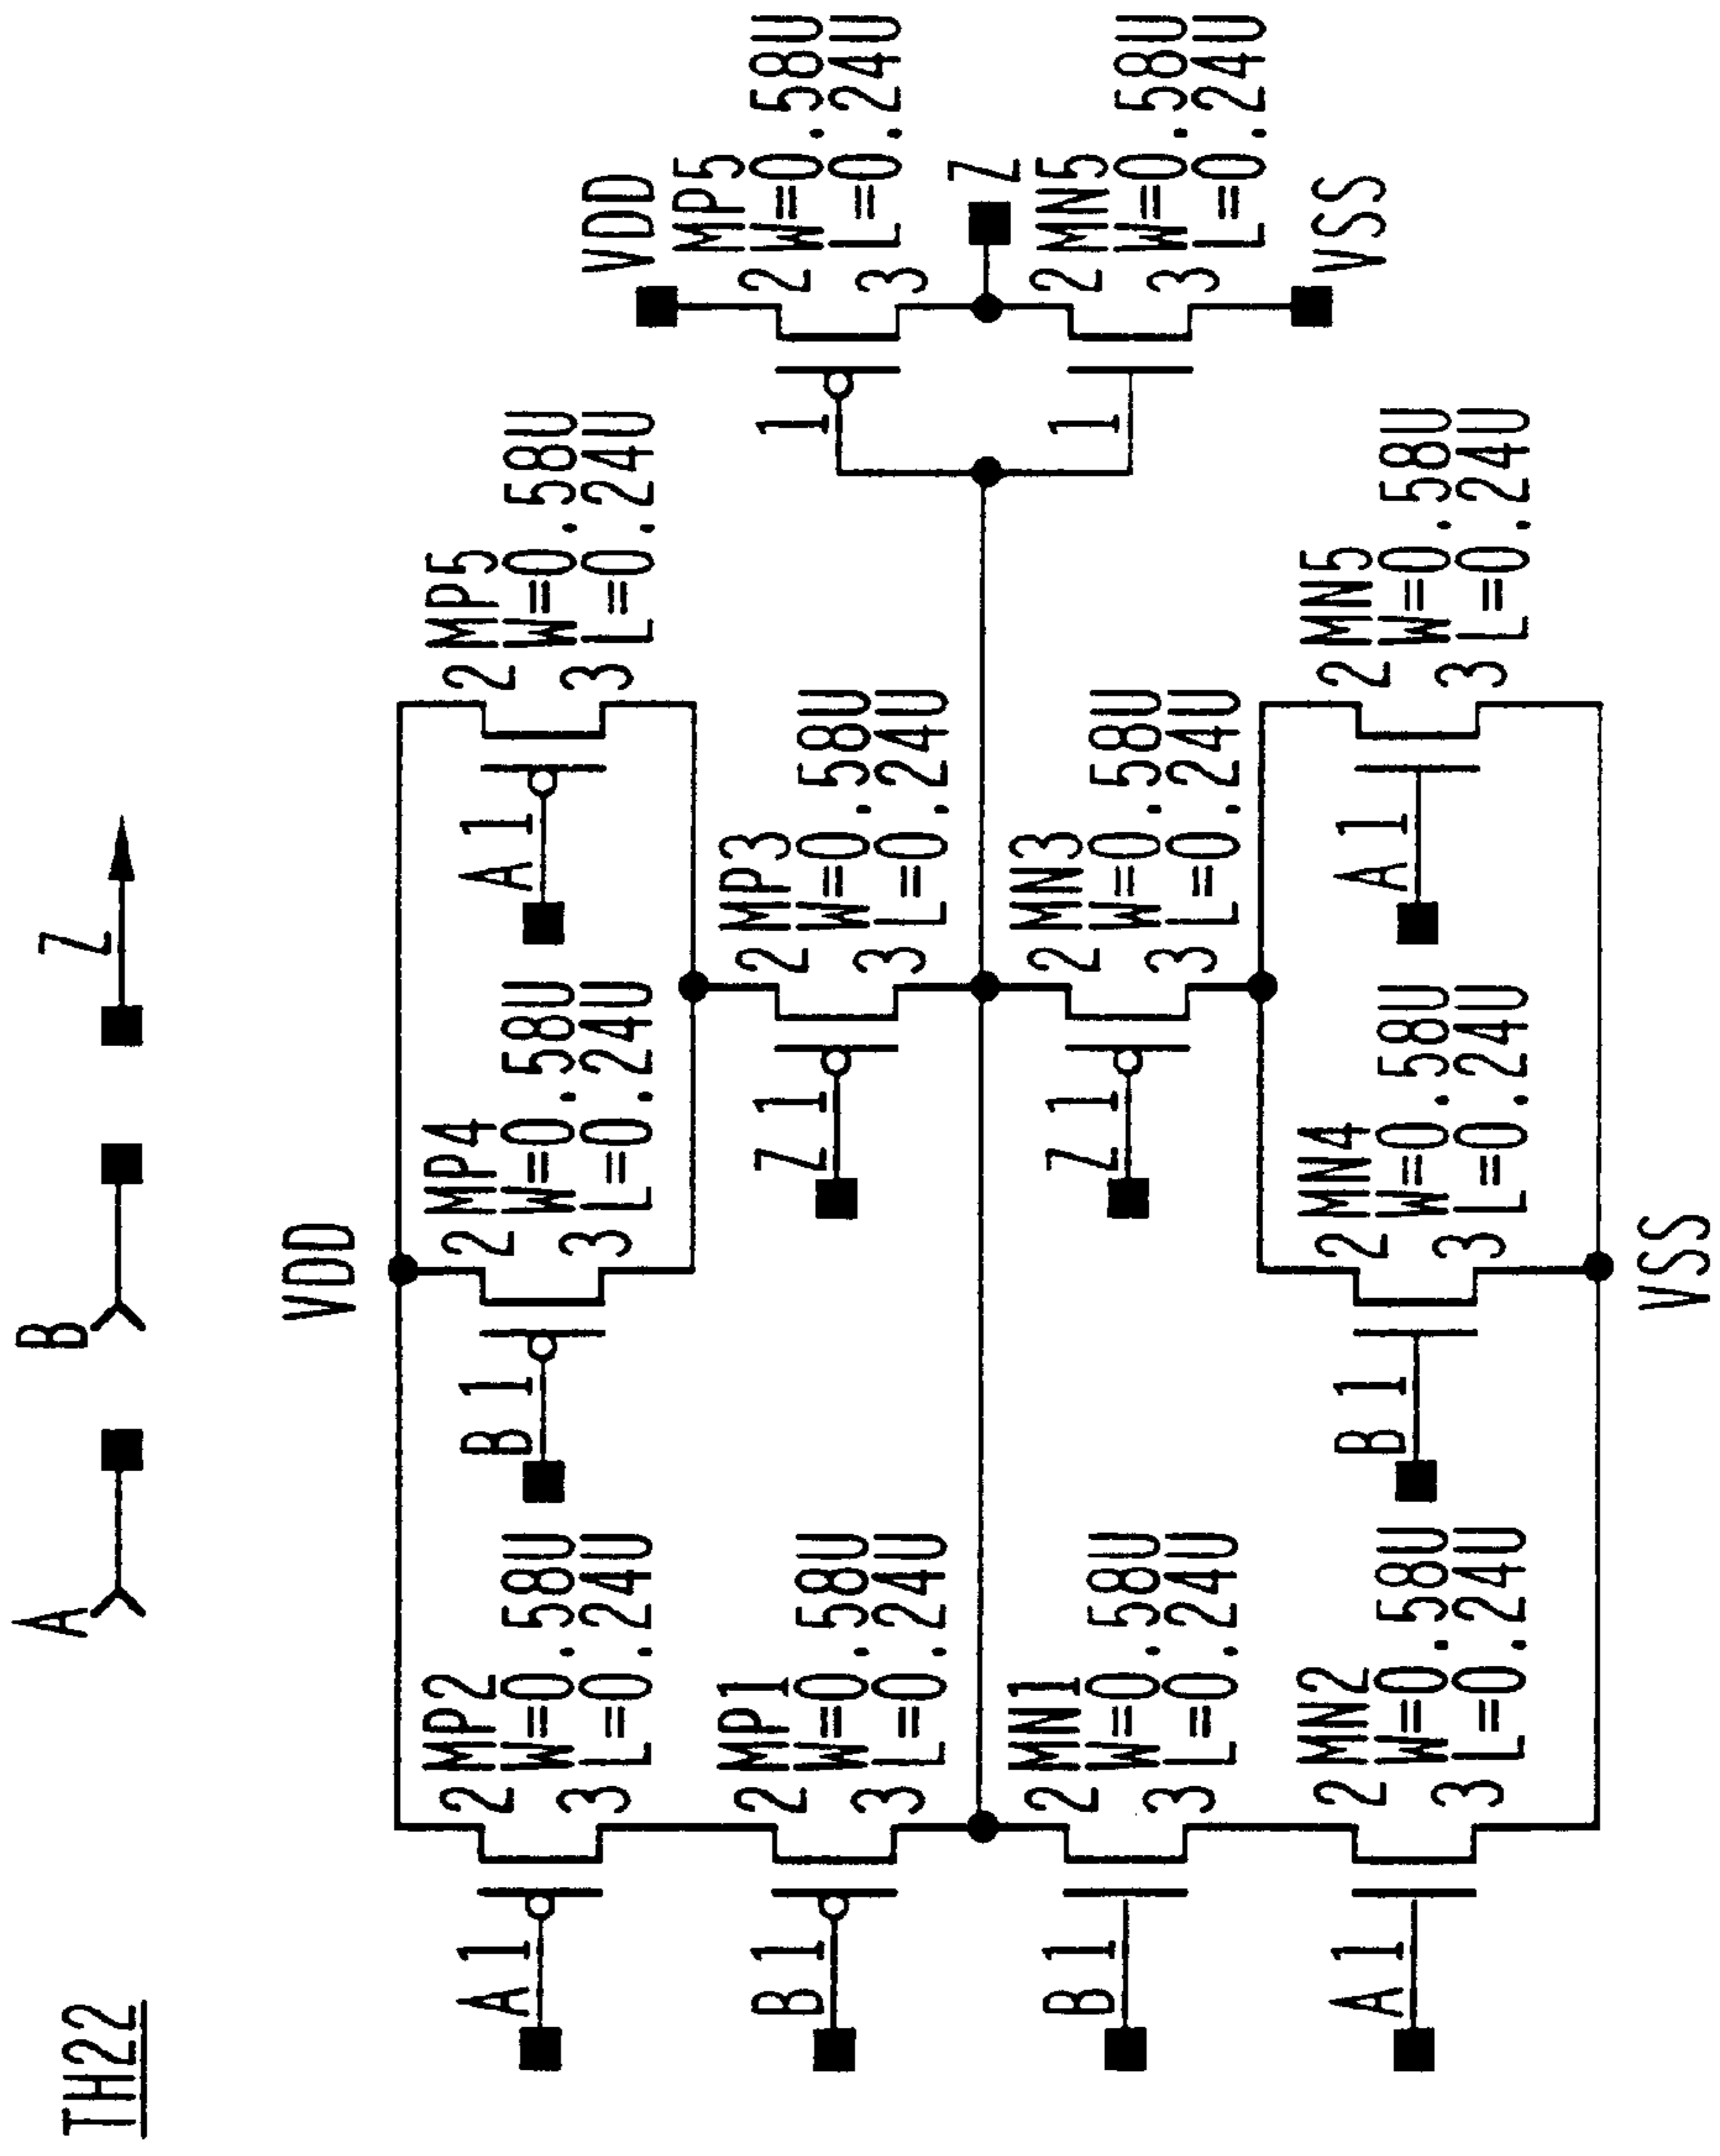 TH22
A
B
Z
VDD
A 1
2
3
MP2
W=0.58U
L=0.24U
B 1
2
3
MP4
W=0.58U
L=0.24U
A 1
2
3
MP5
W=0.58U
L=0.24U
B 1
2
3
MP1
W=0.58U
L=0.24U
Z 1
2
3
MP3
W=0.58U
L=0.24U
VDD
1
2
3
MP5
W=0.58U
L=0.24U
Z
B 1
2
3
MN1
W=0.58U
L=0.24U
Z 1
2
3
MN3
W=0.58U
L=0.24U
1
2
3
MN5
W=0.58U
L=0.24U
VSS
A 1
2
3
MN2
W=0.58U
L=0.24U
B 1
2
3
MN4
W=0.58U
L=0.24U
A 1
2
3
MN5
W=0.58U
L=0.24U
VSS